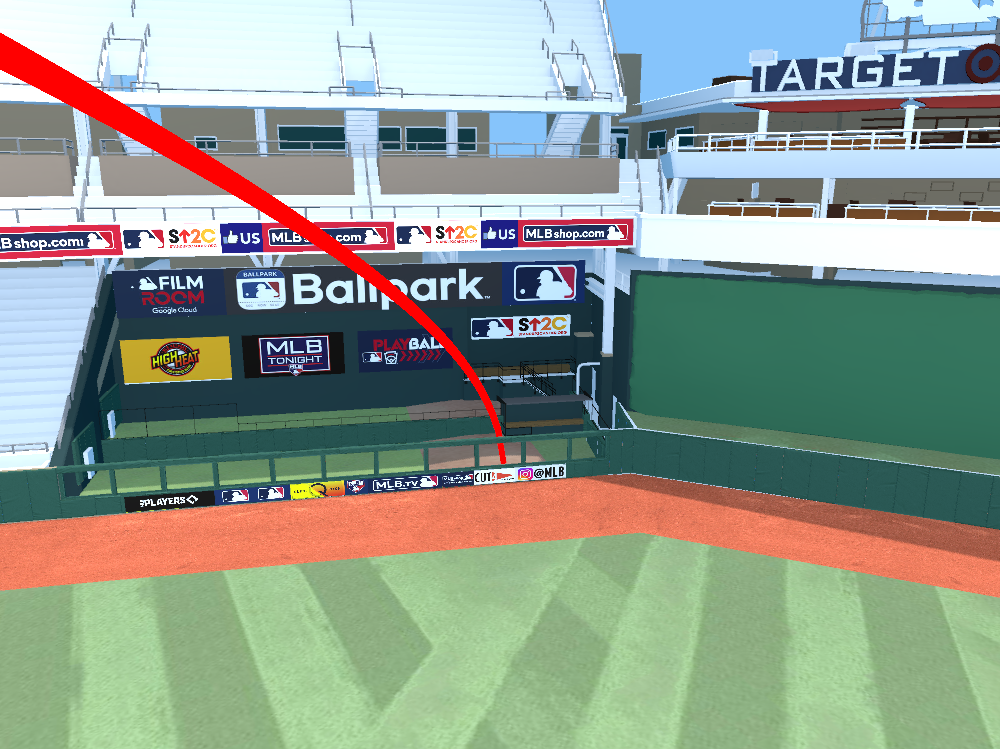 TARGET
MLBshop.com
S↑2C
US
MLBshop.com
S↑2C
US
MLBshop.com
FILM
ROOM
Google Cloud
BALLPARK
Ballpark
S↑2C
HIGH HEAT
MLB
TONIGHT
PLAY BALL
PLAYERS
MLB.TV
CUT
@MLB